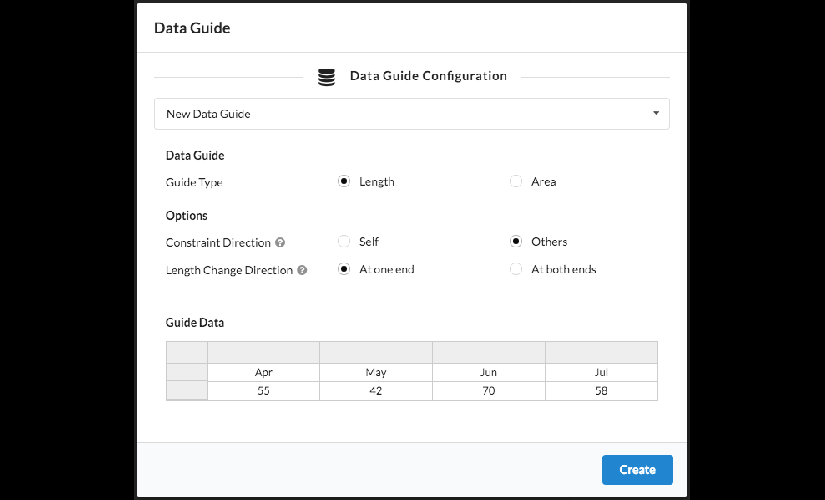 Data Guide
Data Guide Configuration
New Data Guide
Data Guide
Guide Type Length Area
Options
Constraint Direction ? Self Others
Length Change Direction ? At one end At both ends
Guide Data
Apr May Jun Jul
55 42 70 58
Create